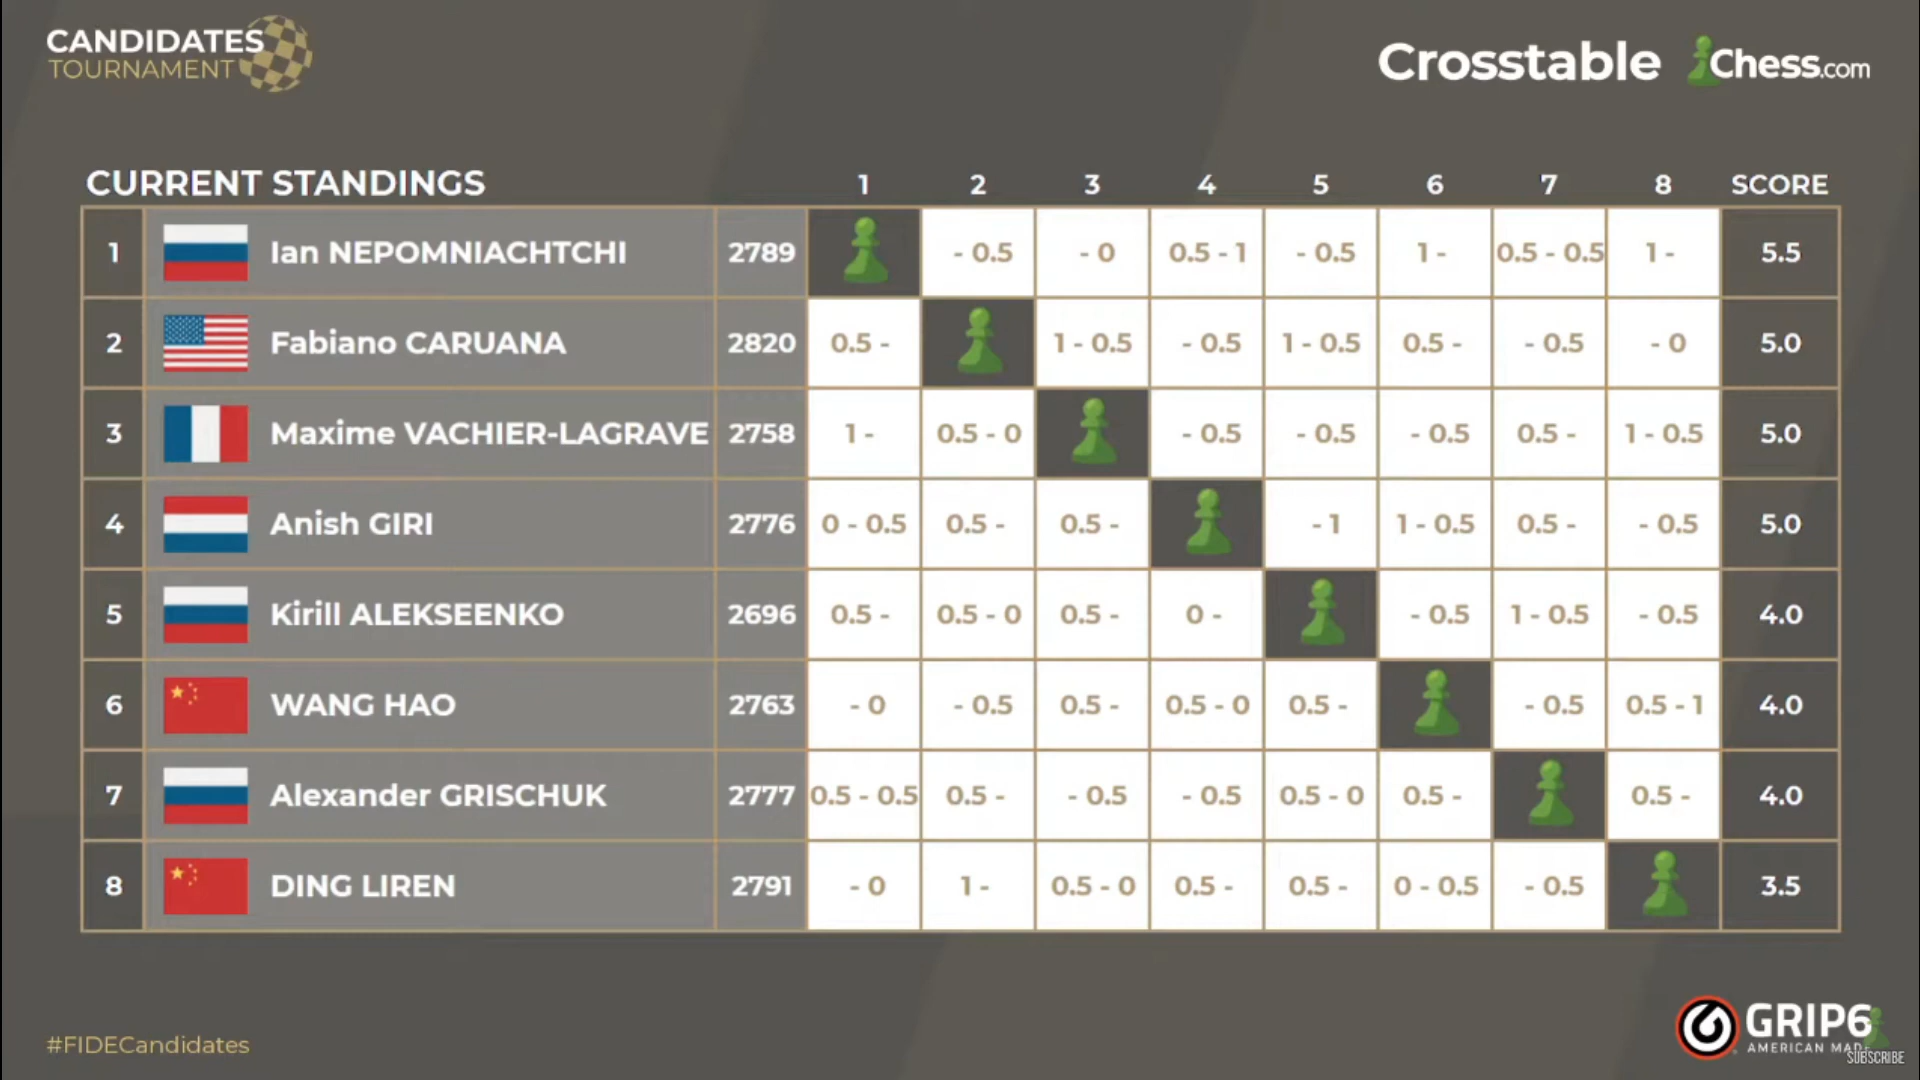 CANDIDATES
TOURNAMENT
Crosstable Chess.com
CURRENT STANDINGS 1 2 3 4 5 6 7 8 SCORE
1 Ian NEPOMNIACHTCHI 2789 - 0.5 - 0 0.5 - 1 - 0.5 1 - 0.5 - 0.5 1 - 5.5
2 Fabiano CARUANA 2820 0.5 - 1 - 0.5 - 0.5 1 - 0.5 0.5 - - 0.5 - 0 5.0
3 Maxime VACHIER-LAGRAVE 2758 1 - 0.5 - 0 - 0.5 - 0.5 - 0.5 0.5 - 1 - 0.5 5.0
4 Anish GIRI 2776 0 - 0.5 0.5 - 0.5 - - 1 1 - 0.5 0.5 - - 0.5 5.0
5 Kirill ALEKSEENKO 2696 0.5 - 0.5 - 0 0.5 - 0 - - 0.5 1 - 0.5 - 0.5 4.0
6 WANG HAO 2763 - 0 - 0.5 0.5 - 0.5 - 0 0.5 - - 0.5 0.5 - 1 4.0
7 Alexander GRISCHUK 2777 0.5 - 0.5 0.5 - - 0.5 - 0.5 0.5 - 0 0.5 - 0.5 - 4.0
8 DING LIREN 2791 - 0 1 - 0.5 - 0 0.5 - 0.5 - 0 - 0.5 - 0.5 3.5
#FIDECandidates
GRIP6
AMERICAN MADE
SUBSCRIBE